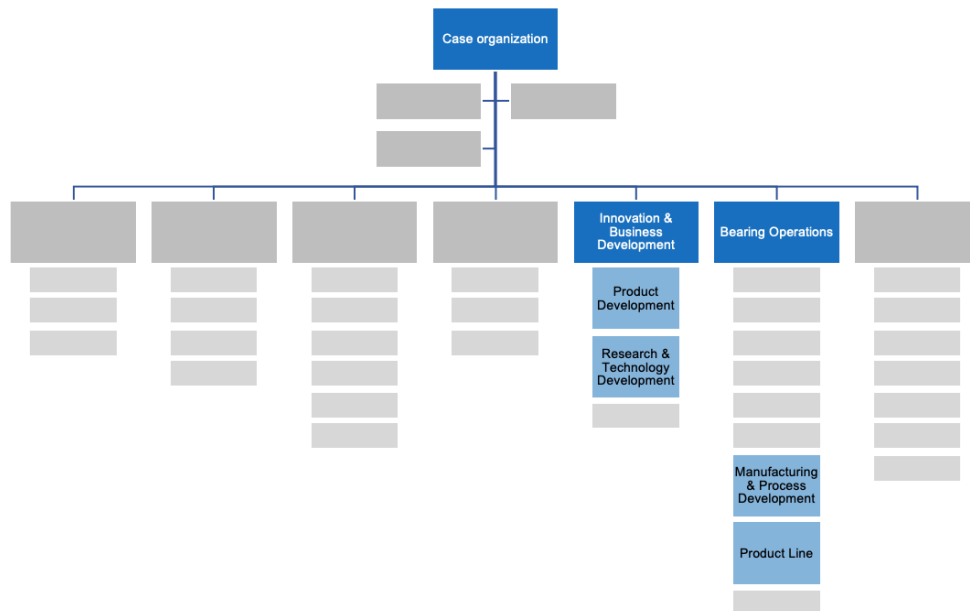 Case organization
Innovation &
Business
Development
Bearing Operations
Product
Development
Research &
Technology
Development
Manufacturing
& Process
Development
Product Line